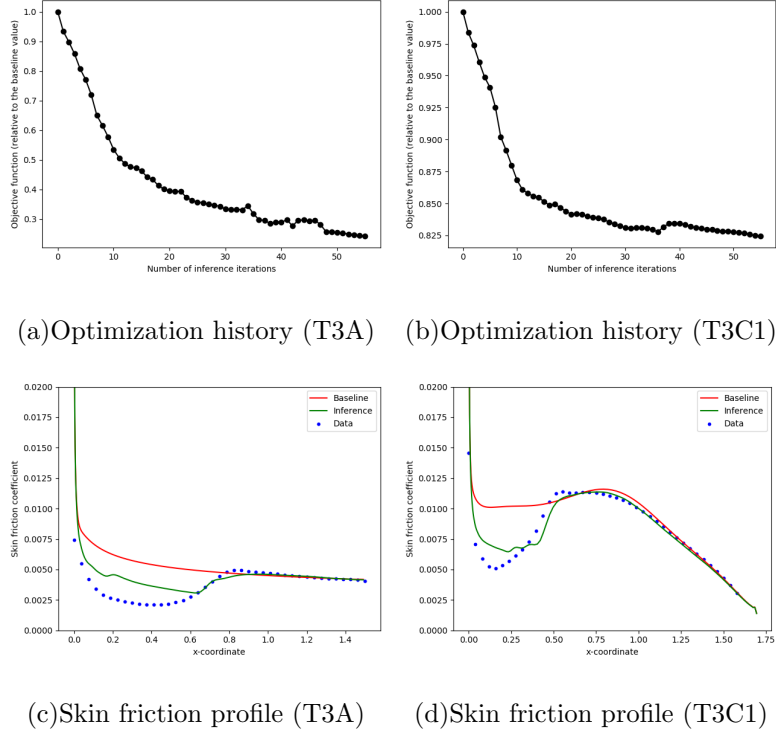 Objective function (relative to the baseline value)
1.0
0.9
0.8
0.7
0.6
0.5
0.4
0.3
0 10 20 30 40 50
Number of inference iterations
Objective function (relative to the baseline value)
1.000
0.975
0.950
0.925
0.900
0.875
0.850
0.825
0 10 20 30 40 50
Number of inference iterations
(a)Optimization history (T3A)
(b)Optimization history (T3C1)
Skin friction coefficient
0.0200
0.0175
0.0150
0.0125
0.0100
0.0075
0.0050
0.0025
0.0000
Baseline
Inference
Data
0.0 0.2 0.4 0.6 0.8 1.0 1.2 1.4
x-coordinate
Skin friction coefficient
0.0200
0.0175
0.0150
0.0125
0.0100
0.0075
0.0050
0.0025
0.0000
Baseline
Inference
Data
0.00 0.25 0.50 0.75 1.00 1.25 1.50 1.75
x-coordinate
(c)Skin friction profile (T3A)
(d)Skin friction profile (T3C1)